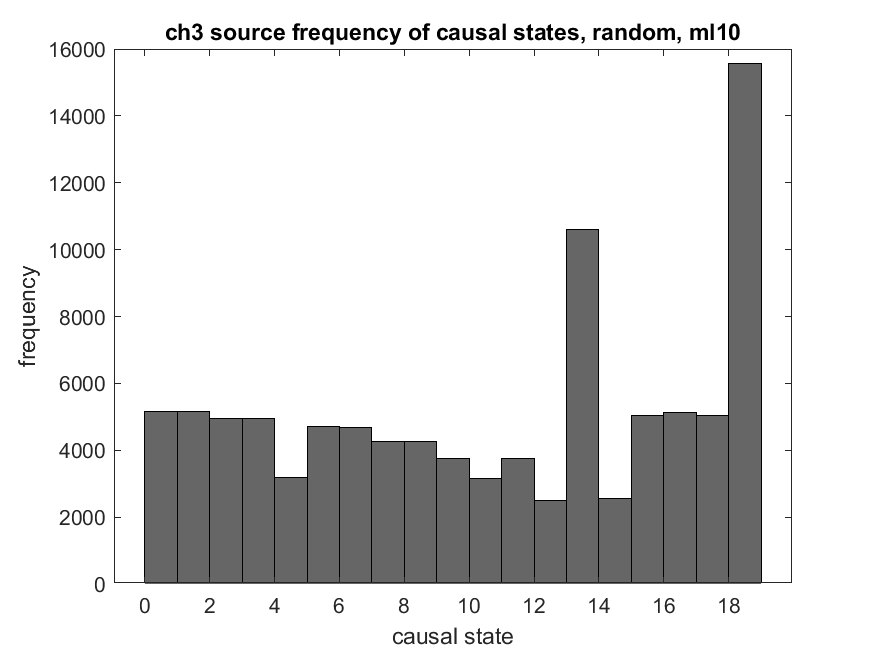 ch3 source frequency of causal states, random, ml10
16000
14000
12000
10000
8000
6000
4000
2000
0
frequency
0 2 4 6 8 10 12 14 16 18
causal state